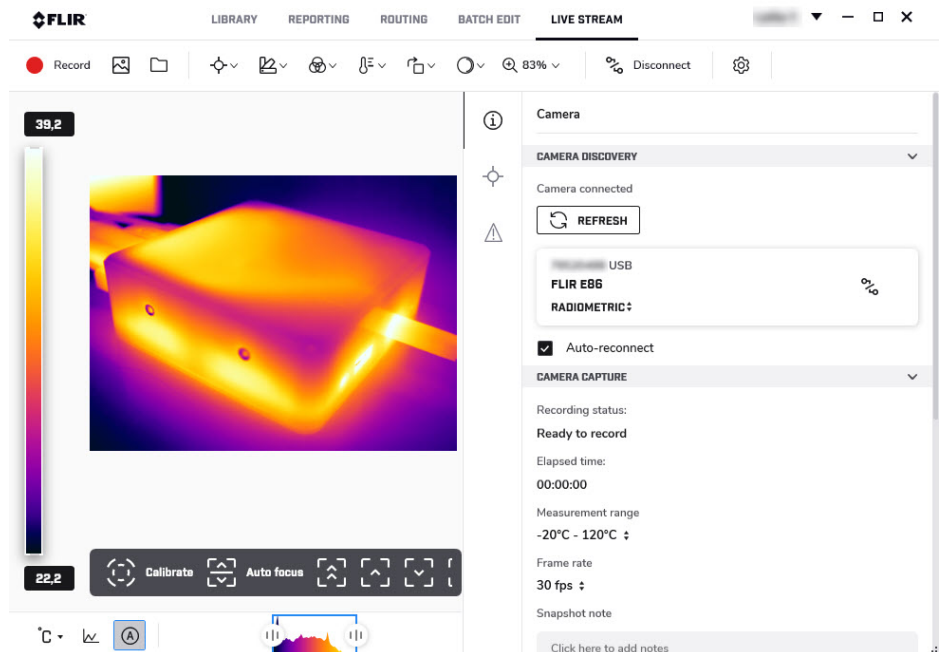 FLIR
LIBRARY REPORTING ROUTING BATCH EDIT LIVE STREAM
Record 83% Disconnect
39,2
Camera
CAMERA DISCOVERY
Camera connected
REFRESH
USB
FLIR E86
RADIOMETRIC
Auto-reconnect
CAMERA CAPTURE
Recording status:
Ready to record
Elapsed time:
00:00:00
Measurement range
-20°C - 120°C
Frame rate
30 fps
Snapshot note
Click here to add notes
Calibrate Auto focus
22,2
°C A